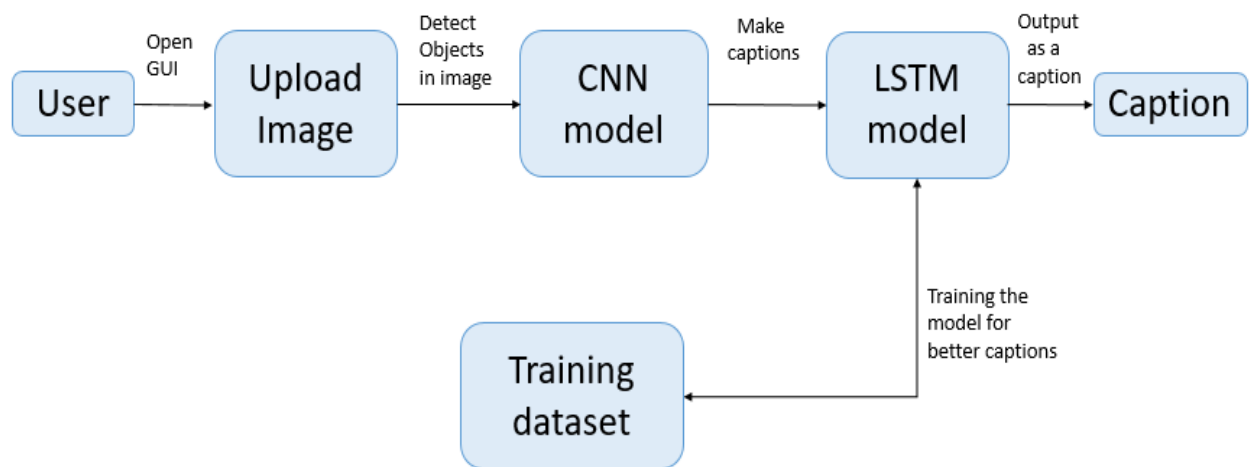 User
Open
GUI
Upload
Image
Detect
Objects
in image
CNN
model
Make
captions
LSTM
model
Output
as a
caption
Caption
Training the
model for
better captions
Training
dataset